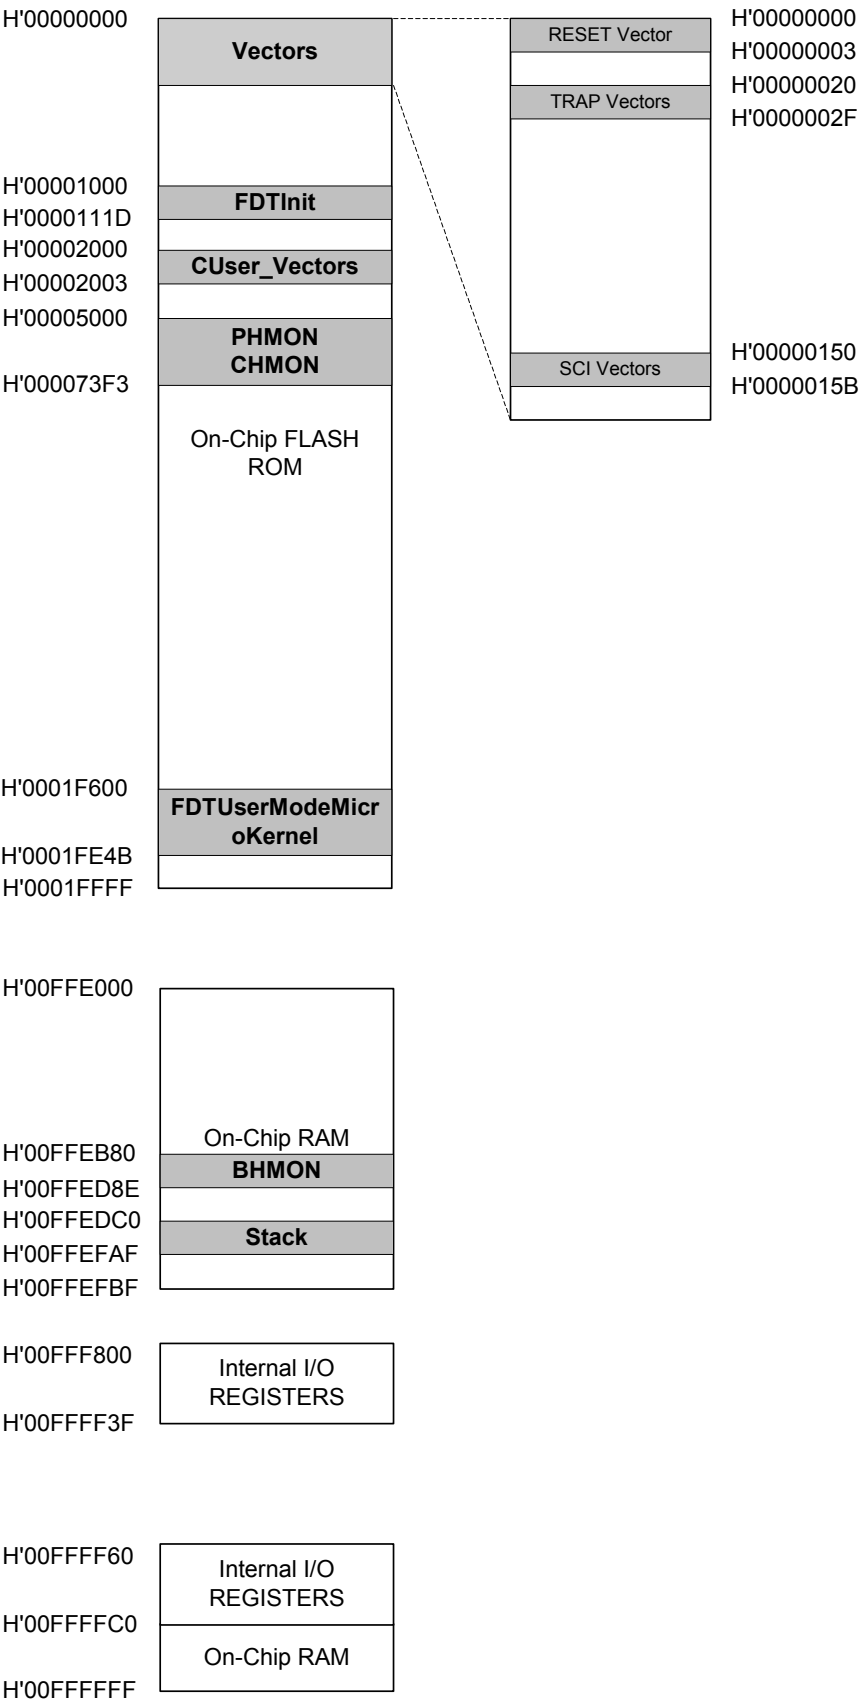 H'00000000
Vectors
H'00001000
FDTInit
H'0000111D
H'00002000
CUser_Vectors
H'00002003
H'00005000
PHMON
CHMON
H'000073F3
On-Chip FLASH
ROM
H'0001F600
FDTUserModeMicr
oKernel
H'0001FE4B
H'0001FFFF
RESET Vector
H'00000000
H'00000003
H'00000020
TRAP Vectors
H'0000002F
H'00000150
SCI Vectors
H'0000015B
H'00FFE000
On-Chip RAM
H'00FFEB80
BHMON
H'00FFED8E
H'00FFEDC0
Stack
H'00FFEFAF
H'00FFEFBF
H'00FFF800
Internal I/O
REGISTERS
H'00FFFF3F
H'00FFFF60
Internal I/O
REGISTERS
H'00FFFFC0
On-Chip RAM
H'00FFFFFF